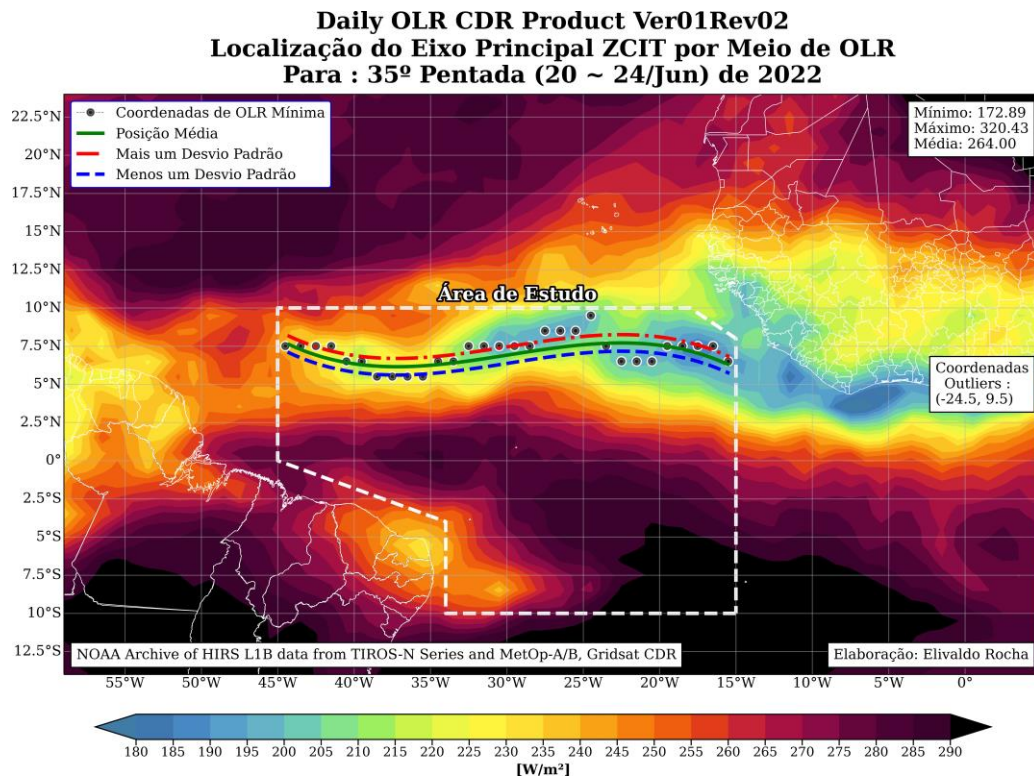 Daily OLR CDR Product Ver01Rev02
Localização do Eixo Principal ZCIT por Meio de OLR
Para : 35º Pentada (20 ~ 24/Jun) de 2022
Coordenadas de OLR Mínima
Posição Média
Mais um Desvio Padrão
Menos um Desvio Padrão
Mínimo: 172.89
Máximo: 320.43
Média: 264.00
22.5°N
20°N
17.5°N
15°N
12.5°N
10°N
7.5°N
5°N
2.5°N
0°
2.5°S
5°S
7.5°S
10°S
12.5°S
Área de Estudo
Coordenadas
Outliers :
(-24.5, 9.5)
NOAA Archive of HIRS L1B data from TIROS-N Series and MetOp-A/B, Gridsat CDR
Elaboração: Elivaldo Rocha
55°W 50°W 45°W 40°W 35°W 30°W 25°W 20°W 15°W 10°W 5°W 0°
180 185 190 195 200 205 210 215 220 225 230 235 240 245 250 255 260 265 270 275 280 285 290
[W/m²]